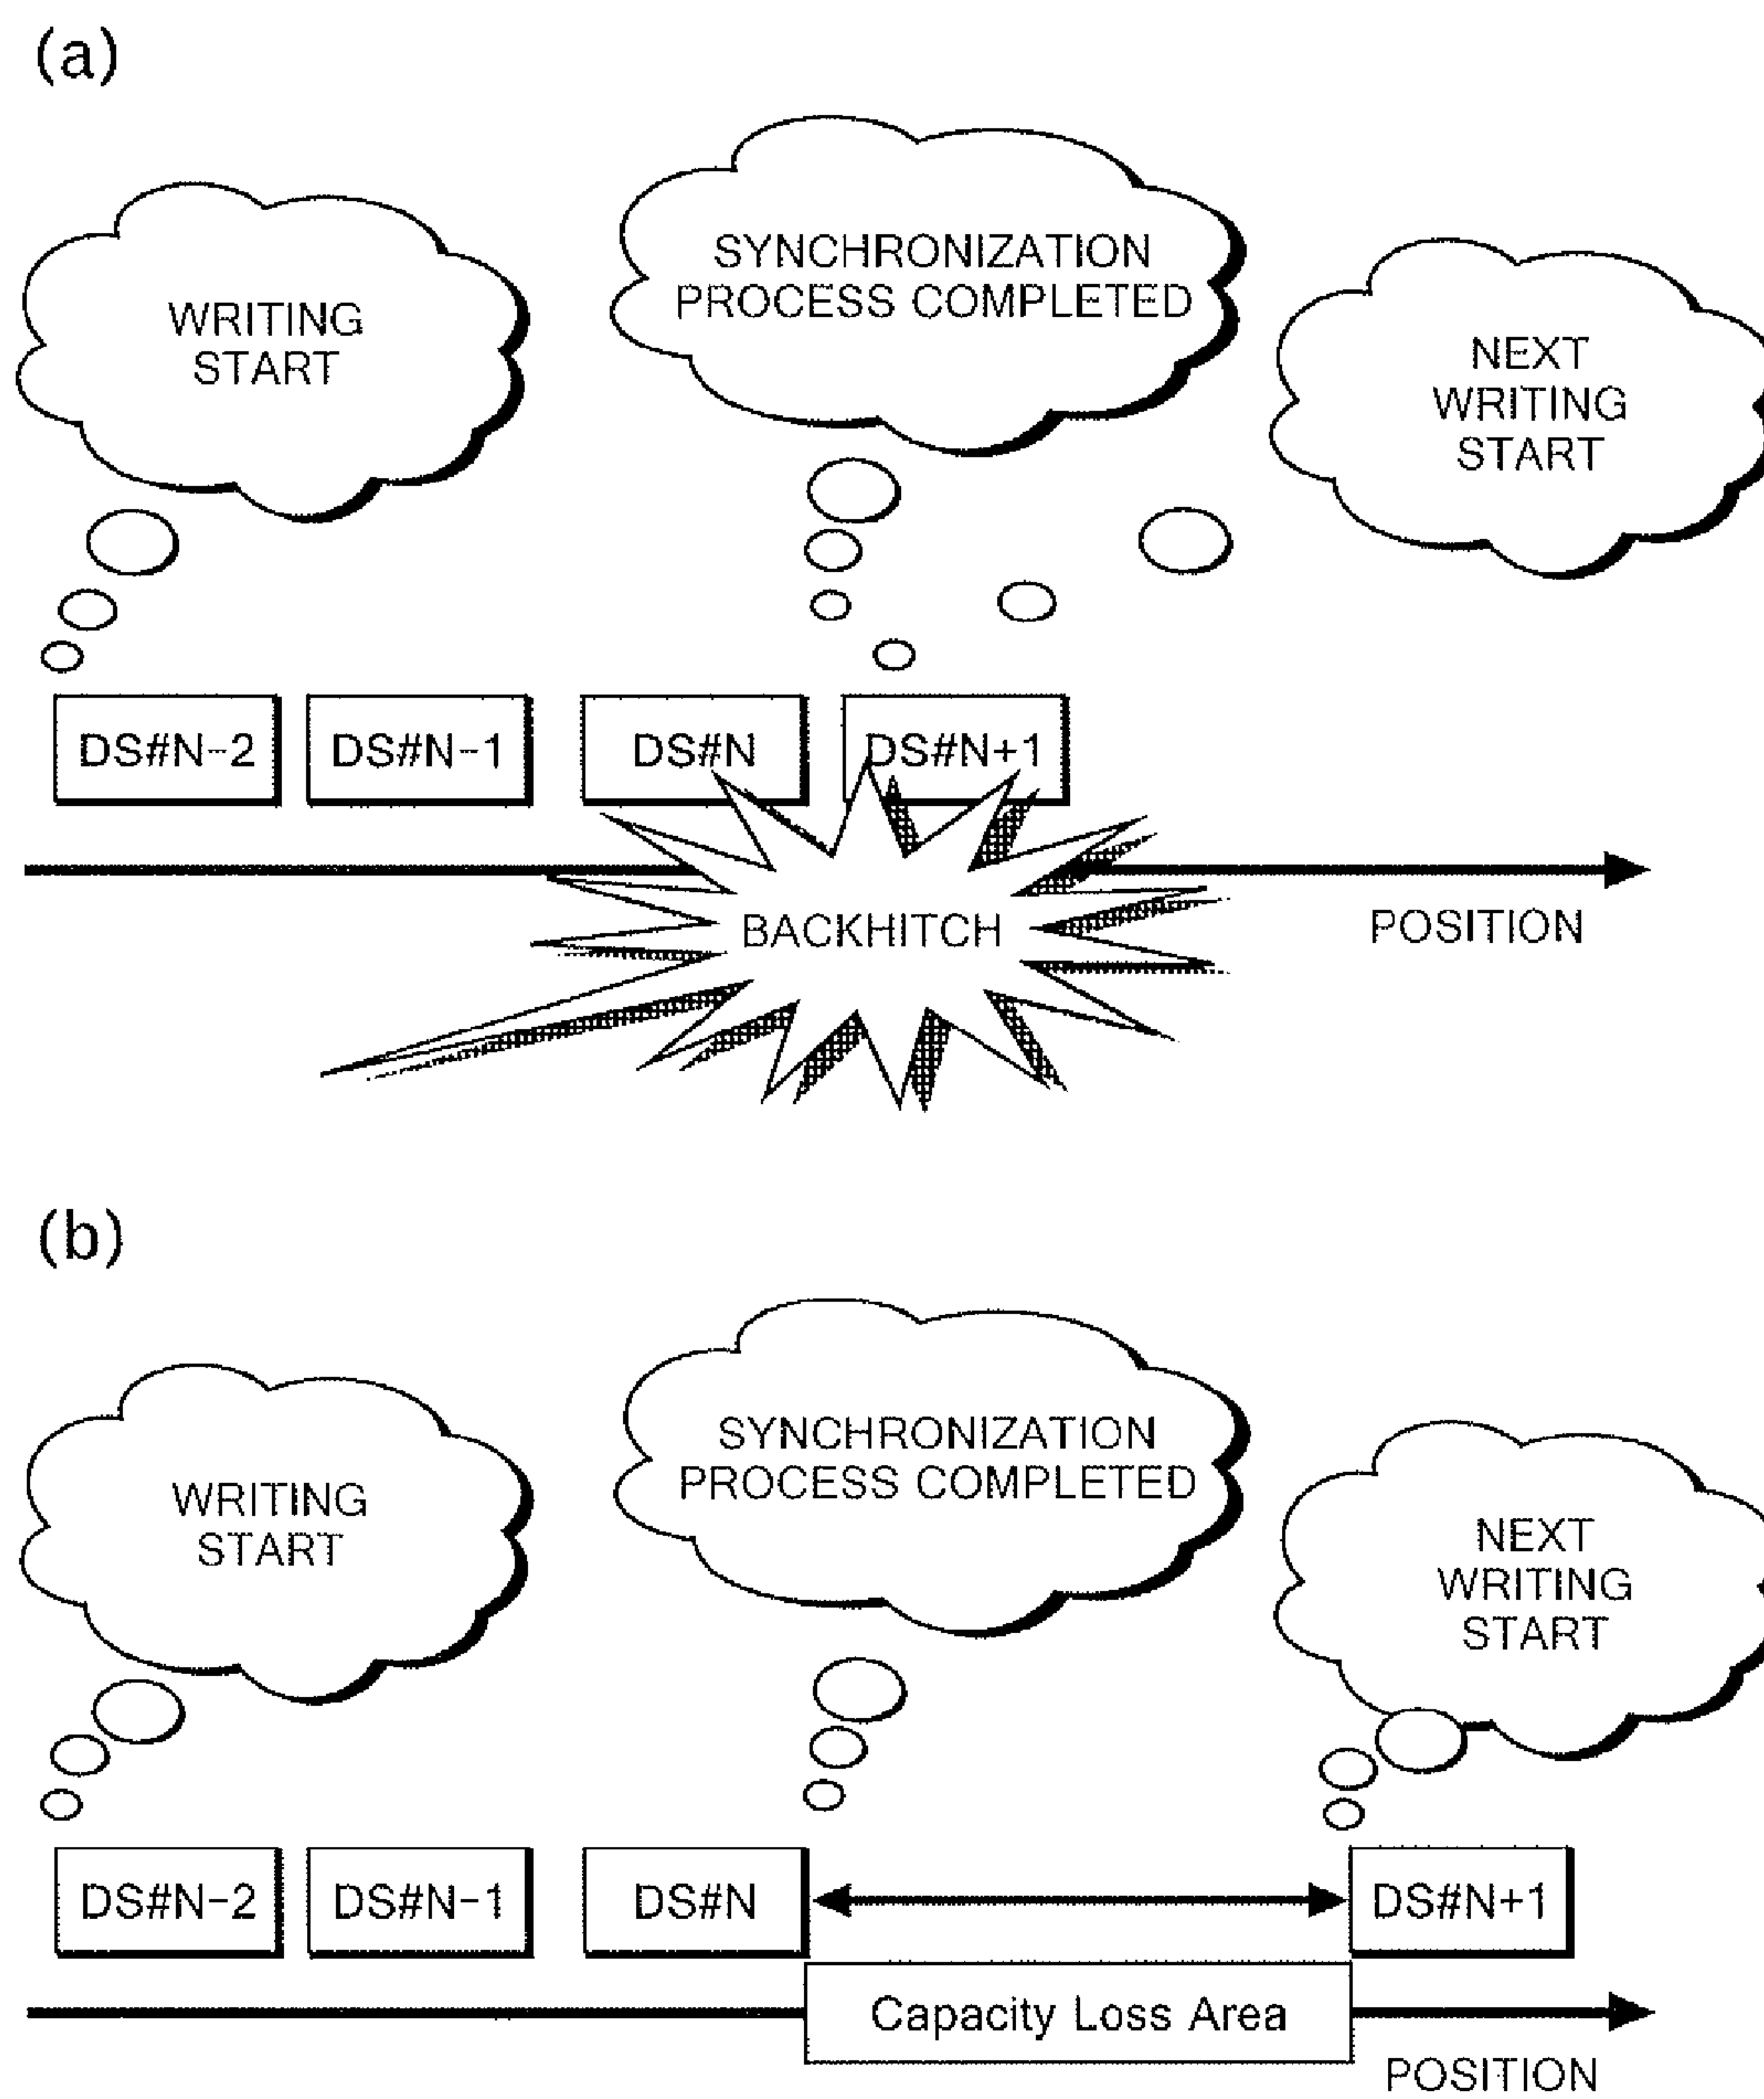 (a)
WRITING
START
SYNCHRONIZATION
PROCESS COMPLETED
NEXT
WRITING
START
DS#N-2
DS#N-1
DS#N
DS#N+1
BACKHITCH
POSITION
(b)
WRITING
START
SYNCHRONIZATION
PROCESS COMPLETED
NEXT
WRITING
START
DS#N-2
DS#N-1
DS#N
DS#N+1
Capacity Loss Area
POSITION